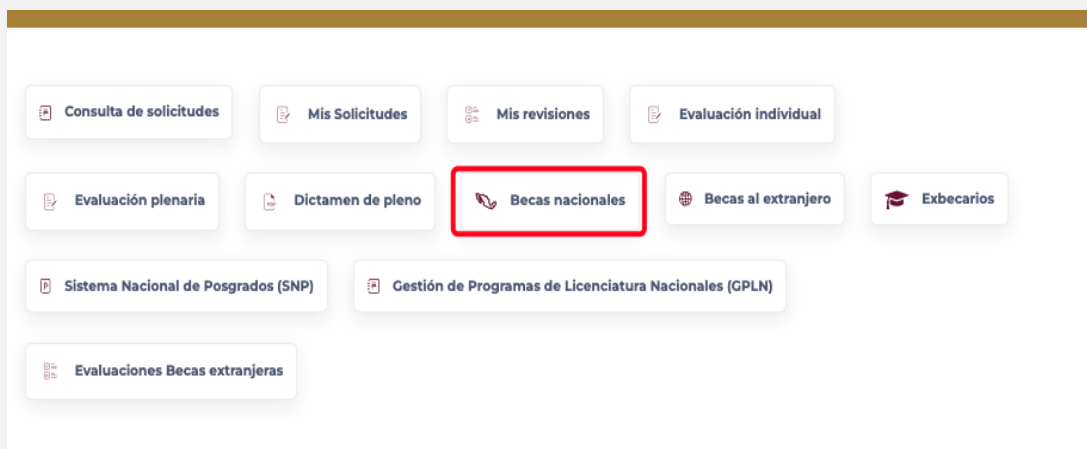 Consulta de solicitudes
Mis Solicitudes
Mis revisiones
Evaluación individual
Evaluación plenaria
Dictamen de pleno
Becas nacionales
Becas al extranjero
Exbecarios
Sistema Nacional de Posgrados (SNP)
Gestión de Programas de Licenciatura Nacionales (GPLN)
Evaluaciones Becas extranjeras